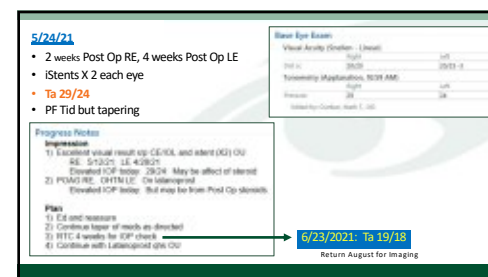 5/24/21
• 2 weeks Post Op RE, 4 weeks Post Op LE
• iStents X 2 each eye
• Ta 29/24
• PF Tid but tapering
Base Eye Exam
Visual Acuity (Snellen - Linear)
Right Left
Tonometry (Applanation, 10:59 AM)
Right Left
Pressure 29 24
Progress Notes
Impression
1) Excellent visual result s/p CE/IOL and stent (X2) OU
RE 5/12/21 LE 4/28/21
Elevated IOP today 29/24 May be affect of steroid
2) POAG RE, OHTN LE On latanoprost
Elevated IOP today But may be from Post Op steroids
Plan
1) Ed and reassure
2) Continue taper of meds as directed
3) RTC 4 weeks for IOP check
4) Continue with Latanoprost qhs OU
6/23/2021: Ta 19/18
Return August for Imaging